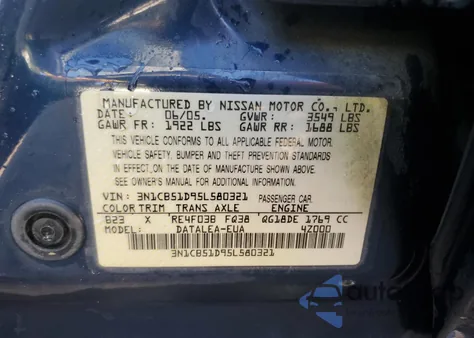 MANUFACTURED BY NISSAN MOTOR CO., LTD.
DATE: 06/05. GVWR: 3549 LBS
GAWR FR: 1922 LBS GAWR RR: 1688 LBS
THIS VEHICLE CONFORMS TO ALL APPLICABLE FEDERAL MOTOR
VEHICLE SAFETY, BUMPER AND THEFT PREVENTION STANDARDS
IN EFFECT ON THE DATE OF MANUFACTURE SHOWN ABOVE.
SEE OWNER'S MANUAL FOR ADDITIONAL INFORMATION.
VIN: 3N1CB51D95L580321 PASSENGER CAR.
COLOR TRIM TRANS AXLE ENGINE
B23 X RE4F03B FQ38 QG18DE 1769 CC
MODEL: DATALEA-EUA 4Z000
3N1CB51D95L580321